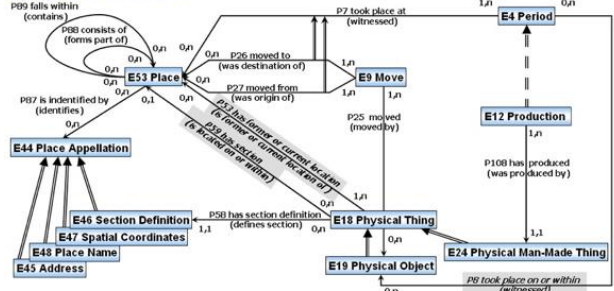 P89 falls within
(contains)
P88 consists of
(forms part of)
0,n
0,n
0,n
0,n
0,n
0,n
0,n
P7 took place at
(witnessed)
1,n
0,n
E4 Period
E53 Place
P26 moved to
(was destination of)
P27 moved from
(was origin of)
1,n
1,n
E9 Move
P87 is indentified by
(identifies)
0,n
0,1
0,n
P53 has former or current location
(is former or current location of)
P59 has section
(is located on or within)
P25 moved
(moved by)
1,n
E12 Production
1,n
P108 has produced
(was produced by)
E44 Place Appellation
1,n
0,n
E46 Section Definition
P58 has section definition
(defines section)
1,1
0,n
E18 Physical Thing
E47 Spatial Coordinates
E48 Place Name
E45 Address
0,n
1,1
E19 Physical Object
E24 Physical Man-Made Thing
P8 took place on or within
(witnessed)
0,n